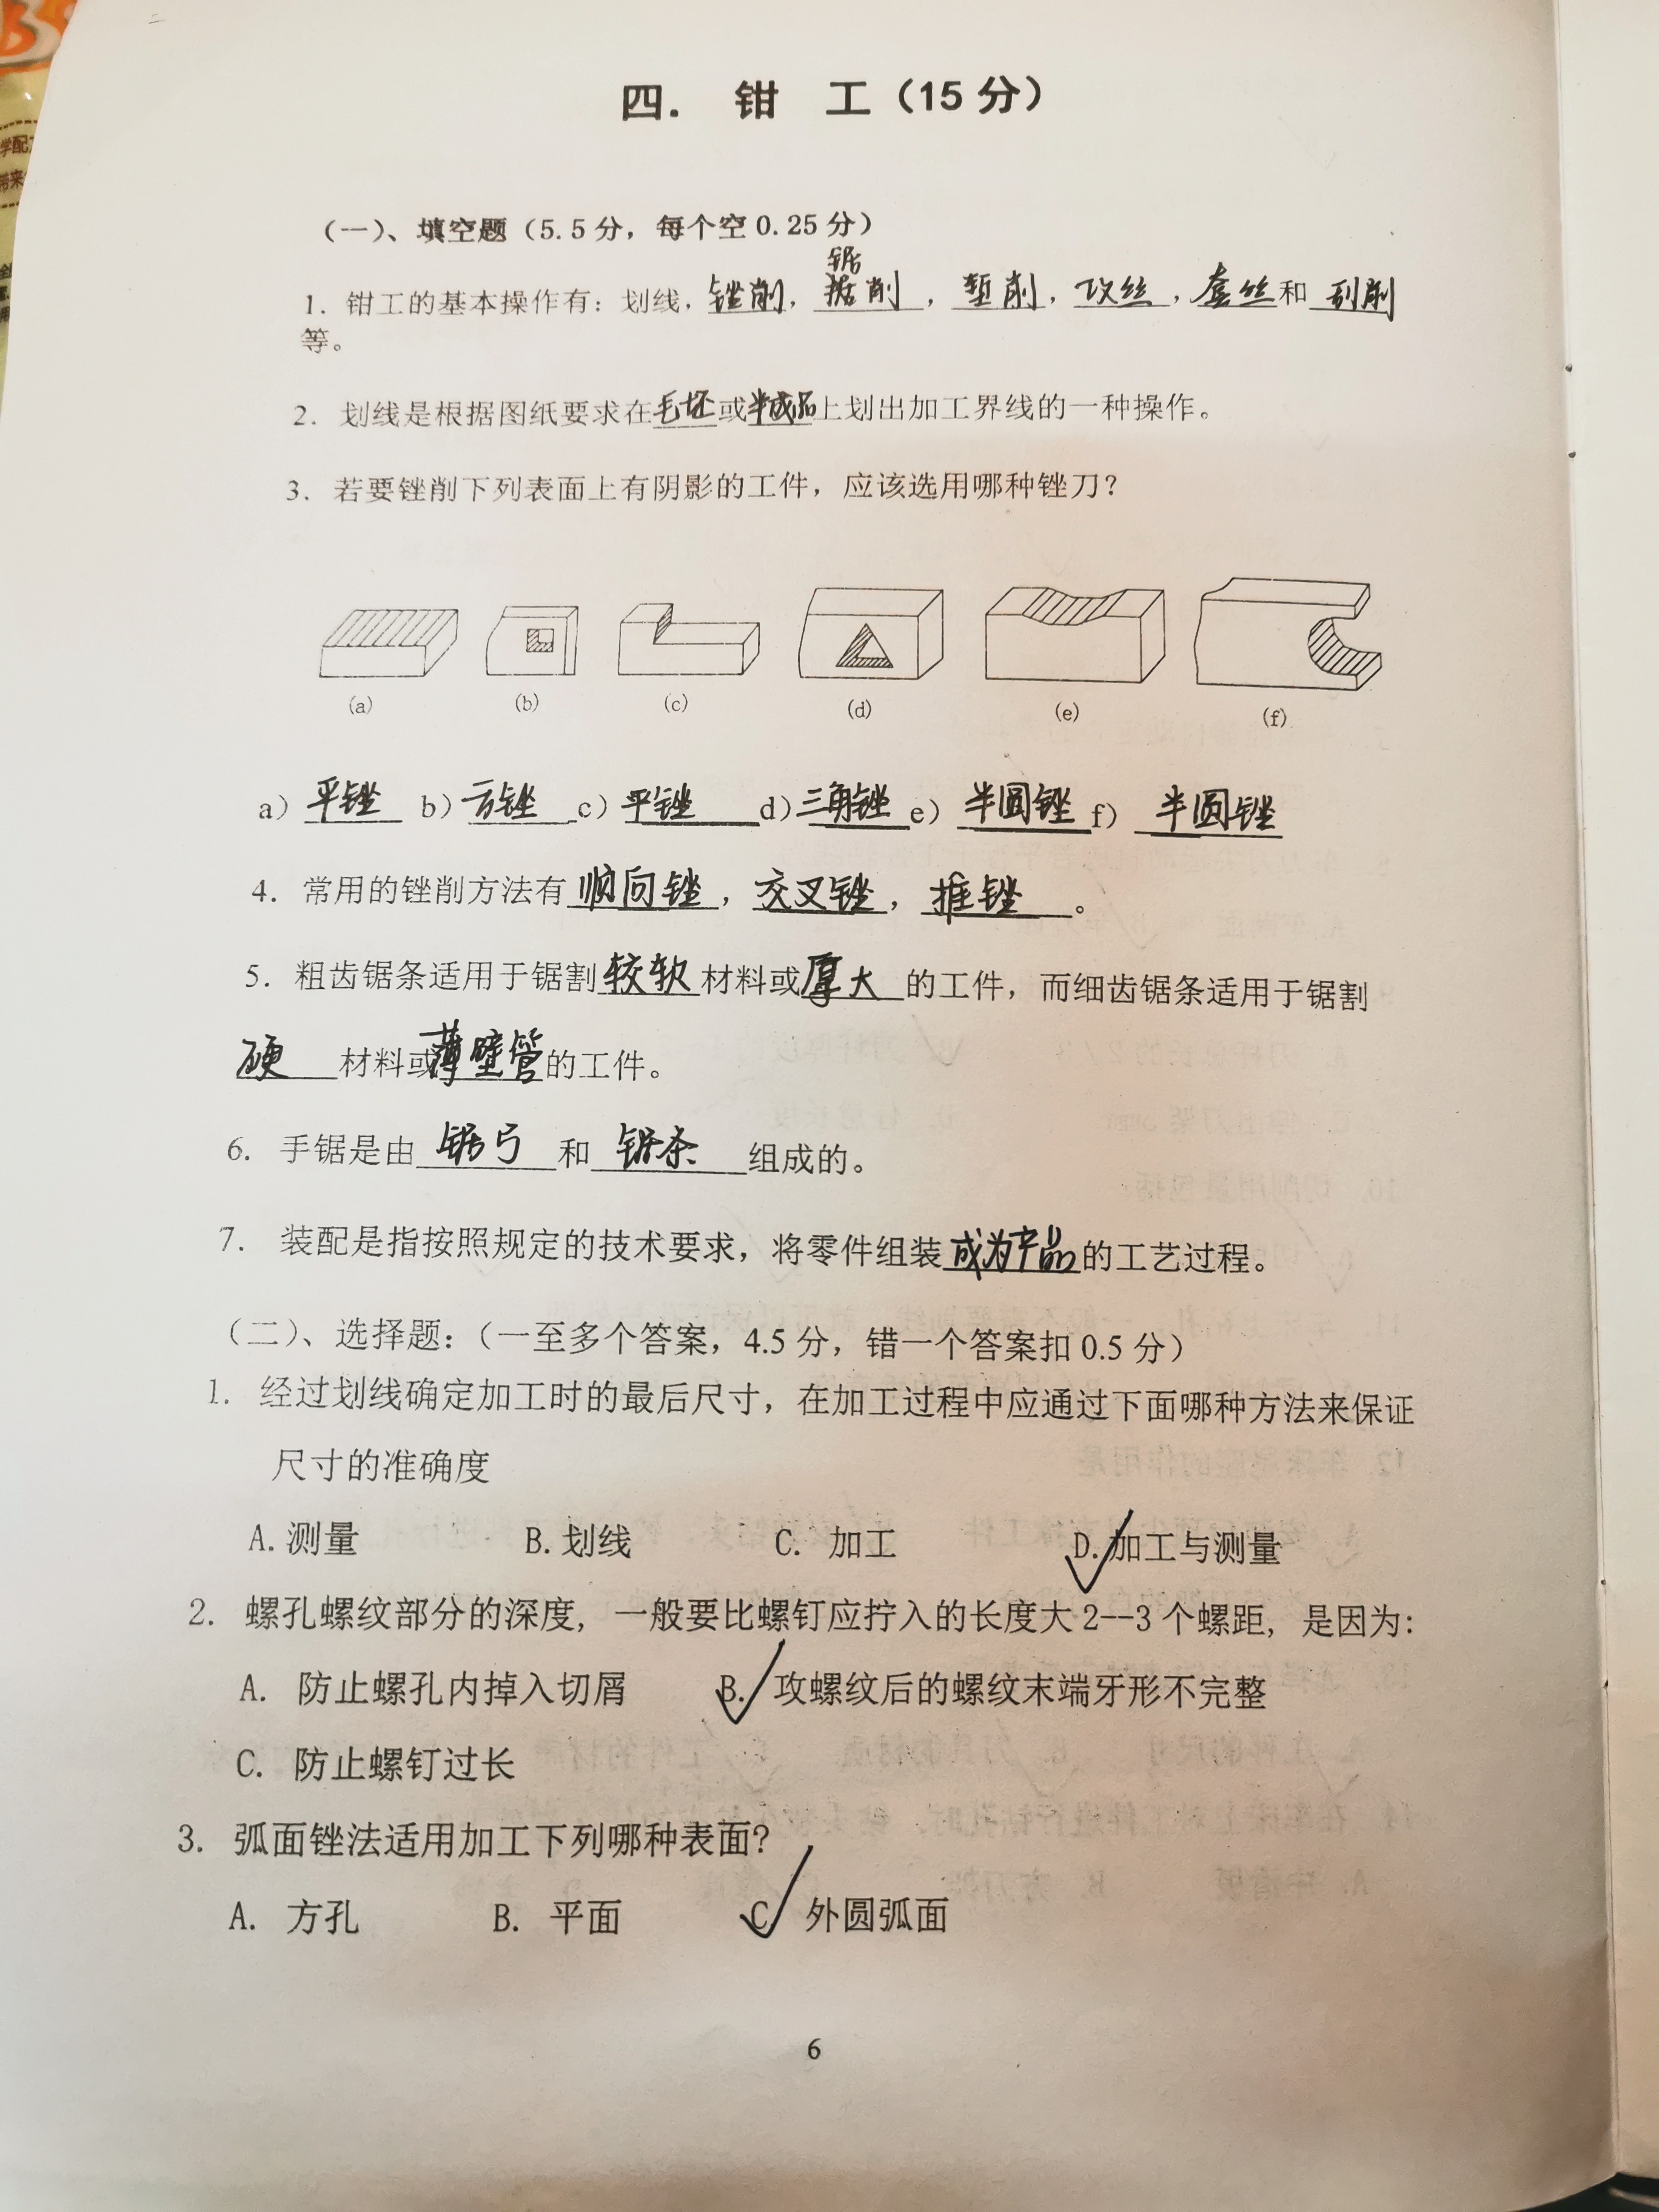 四. 钳 工（15 分）
（一）、填空题（5.5 分，每个空 0.25 分）
锯
1. 钳工的基本操作有：划线，锉削，据削，錾削，攻丝，套丝和 刮削
等。
2. 划线是根据图纸要求在毛坯或半成品上划出加工界线的一种操作。
3. 若要锉削下列表面上有阴影的工件，应该选用哪种锉刀？
(a) (b) (c) (d) (e) (f)
a）平锉 b）方锉 c）平锉 d）三角锉 e） 半圆锉 f） 半圆锉
4. 常用的锉削方法有 顺向锉，交叉锉，推锉。
5. 粗齿锯条适用于锯割较软材料或厚大的工件，而细齿锯条适用于锯割
硬 材料或薄壁管的工件。
6. 手锯是由 锯弓 和 锯条 组成的。
7. 装配是指按照规定的技术要求，将零件组装成为产品的工艺过程。
（二）、选择题：（一至多个答案，4.5 分，错一个答案扣 0.5 分）
1. 经过划线确定加工时的最后尺寸，在加工过程中应通过下面哪种方法来保证
尺寸的准确度
A. 测量 B. 划线 C. 加工 D. 加工与测量
2. 螺孔螺纹部分的深度，一般要比螺钉应拧入的长度大 2--3 个螺距，是因为：
A. 防止螺孔内掉入切屑 B. 攻螺纹后的螺纹末端牙形不完整
C. 防止螺钉过长
3. 弧面锉法适用加工下列哪种表面？
A. 方孔 B. 平面 C. 外圆弧面
6